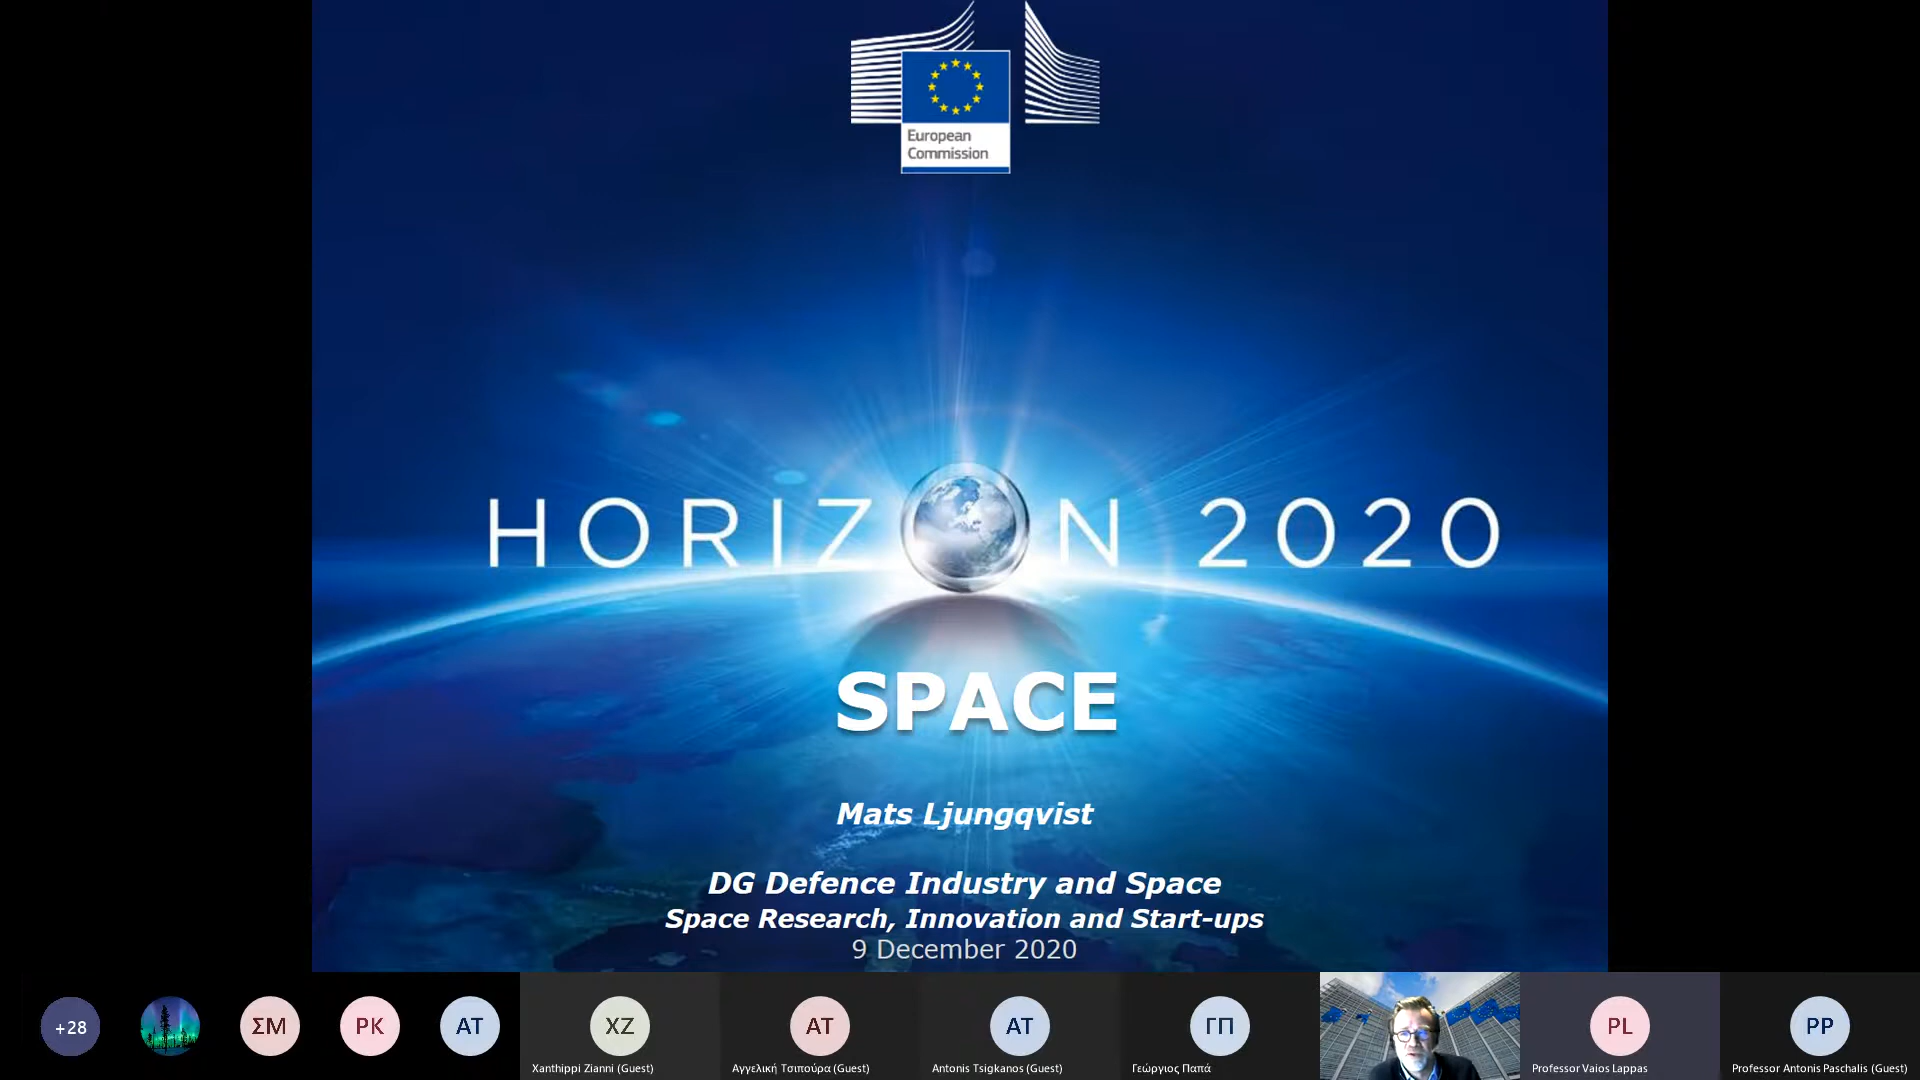 European
Commission
HORIZON 2020
SPACE
Mats Ljungqvist
DG Defence Industry and Space
Space Research, Innovation and Start-ups
9 December 2020
+28
ΣΜ
PK
AT
XZ
ΑΤ
AT
ΓΠ
PL
PP
Xanthippi Zianni (Guest)
Αγγελική Τσιπούρα (Guest)
Antonis Tsigkanos (Guest)
Γεώργιος Παπά
Professor Vaios Lappas
Professor Antonis Paschalis (Guest)